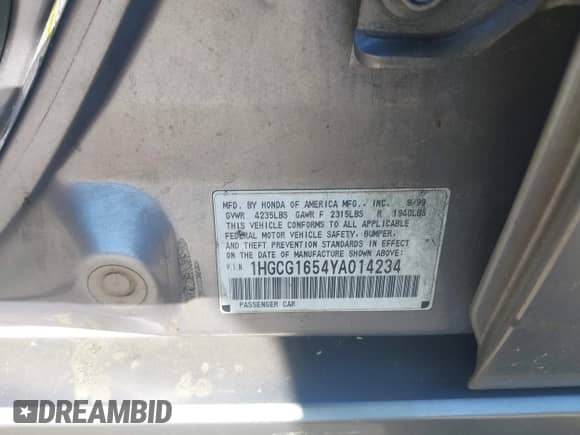 MFD. BY HONDA OF AMERICA MFG., INC. 8/99
GVWR 4235LBS GAWR F 2315LBS R 1940LBS
THIS VEHICLE CONFORMS TO ALL APPLICABLE
FEDERAL MOTOR VEHICLE SAFETY, BUMPER,
AND THEFT PREVENTION STANDARDS IN EFFECT
ON THE DATE OF MANUFACTURE SHOWN ABOVE.
V.I.N. 1HGCG1654YA014234
PASSENGER CAR
DREAMBID